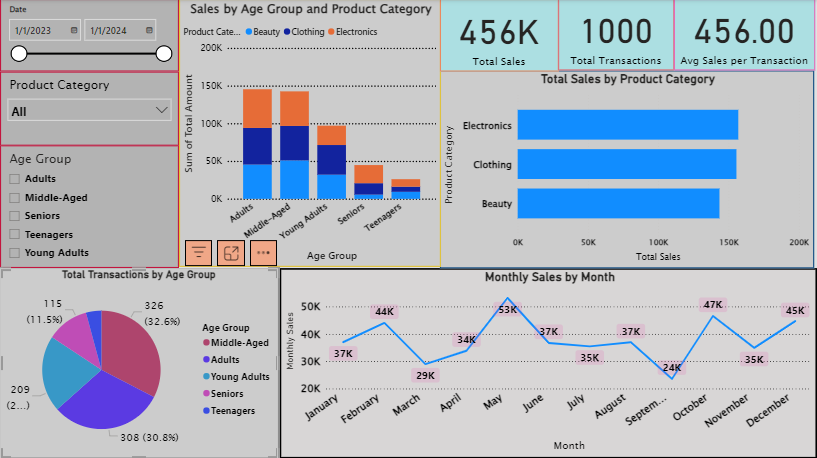 Date
1/1/2023
1/1/2024
Product Category
All
Age Group
Adults
Middle-Aged
Seniors
Teenagers
Young Adults
Sales by Age Group and Product Category
Product Cate... Beauty Clothing Electronics
Sum of Total Amount
200K
150K
100K
50K
0K
Adults
Middle-Aged
Young Adults
Seniors
Teenagers
Age Group
456K
Total Sales
1000
Total Transactions
456.00
Avg Sales per Transaction
Total Sales by Product Category
Product Category
Electronics
Clothing
Beauty
0K 50K 100K 150K 200K
Total Sales
Total Transactions by Age Group
115
(11.5%)
326
(32.6%)
209
(2...)
308 (30.8%)
Age Group
Middle-Aged
Adults
Young Adults
Seniors
Teenagers
Monthly Sales by Month
Monthly Sales
50K
40K
30K
20K
37K
44K
29K
34K
53K
37K
35K
37K
24K
47K
35K
45K
January
February
March
April
May
June
July
August
Septem...
October
November
December
Month